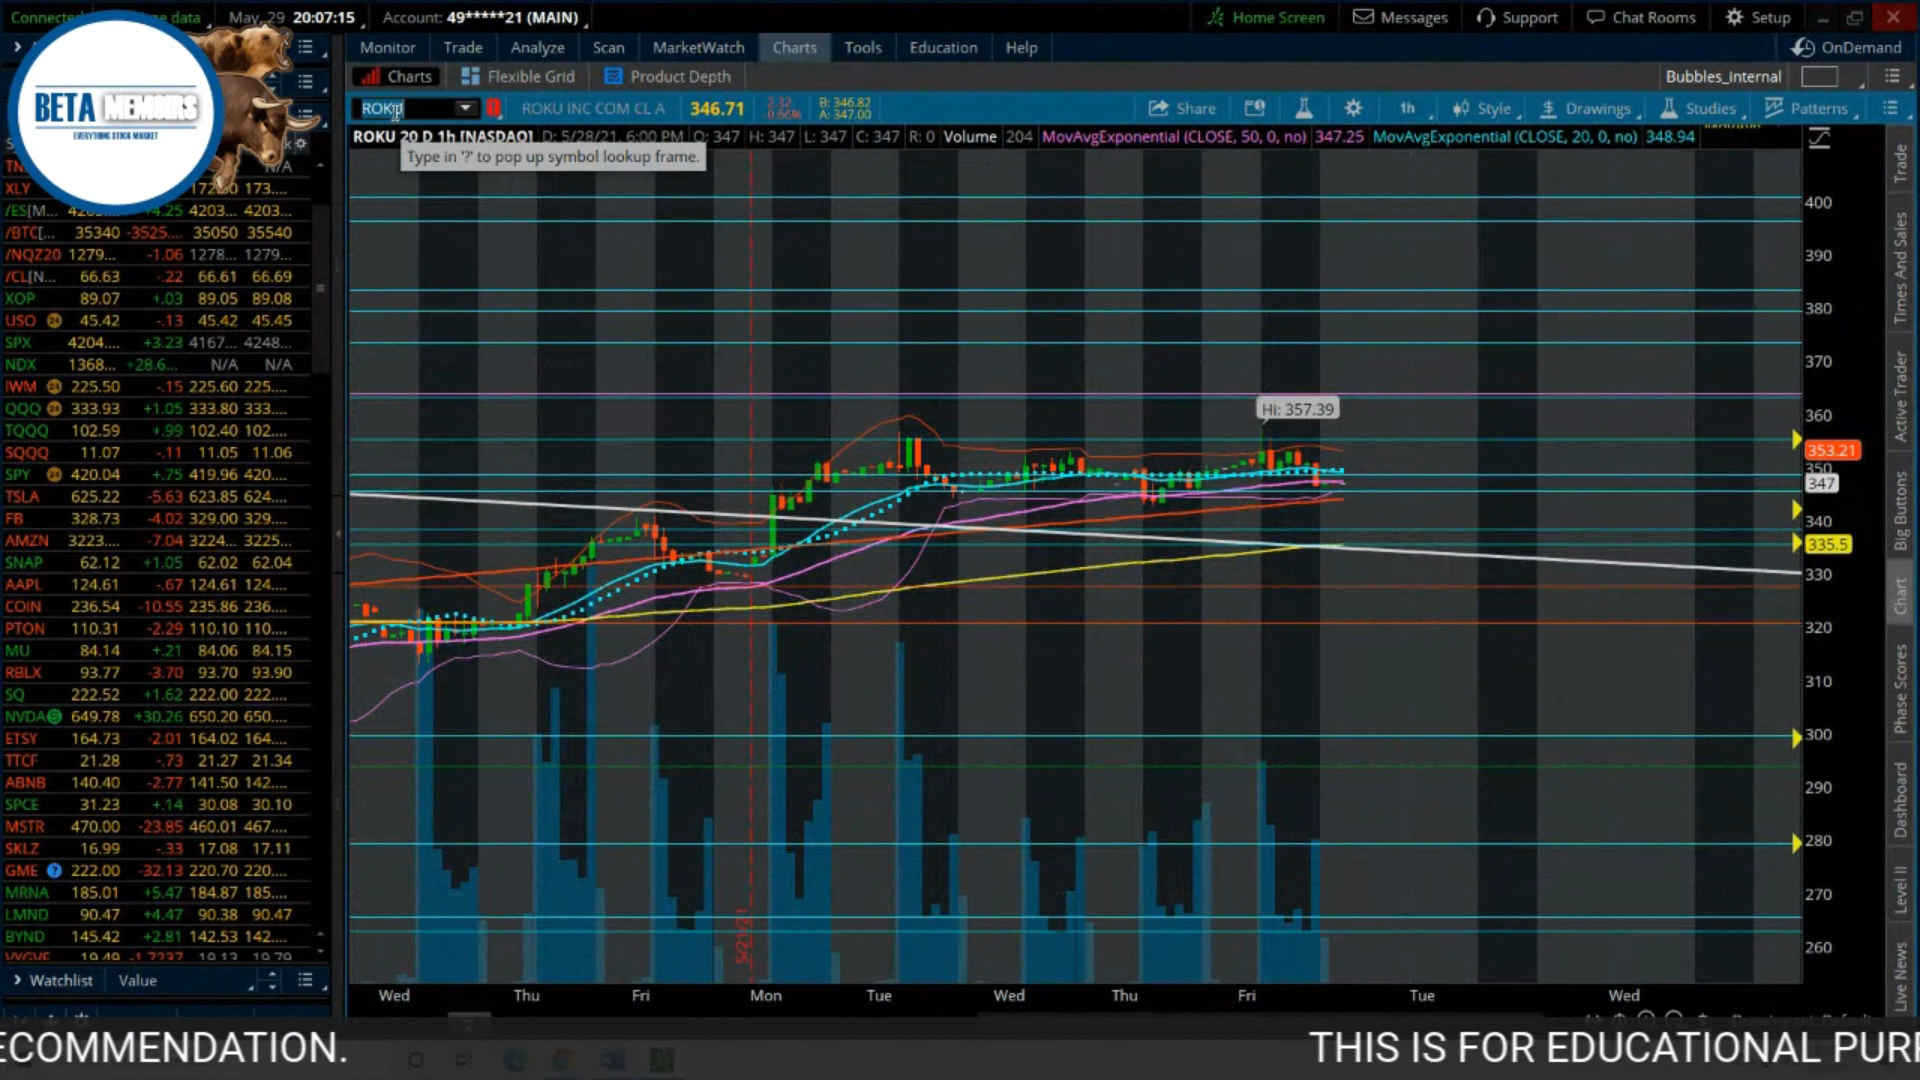 May, 29 20:07:15 Account: 49*****21 (MAIN) Home Screen Messages Support Chat Rooms Setup
BETA MEMOIRS
EVERYTHING STOCK MARKET
Monitor Trade Analyze Scan MarketWatch Charts Tools Education Help OnDemand
Charts Flexible Grid Product Depth Bubbles_Internal
ROKU ROKU INC COM CL A 346.71 B: 346.82 A: 347.00 Share 1h Style Drawings Studies Patterns
ROKU 20 D 1h [NASDAQ] D: 5/28/21, 6:00 PM O: 347 H: 347 L: 347 C: 347 R: 0 Volume 204 MovAvgExponential (CLOSE, 50, 0, no) 347.25 MovAvgExponential (CLOSE, 20, 0, no) 348.94
Type in '?' to pop up symbol lookup frame.
N/A
XLY 173....
/ES[M... 4203... 4203...
/BTC[... 35340 -3525.... 35050 35540
/NQZ20 1279... -1.06 1278... 1279...
/CL[N... 66.63 -.22 66.61 66.69
XOP 89.07 +.03 89.05 89.08
USO 45.42 -.13 45.42 45.45
SPX 4204.... +3.23 4167... 4248...
NDX 1368... +28.6... N/A N/A
IWM 225.50 -.15 225.60 225....
QQQ 333.93 +1.05 333.80 333....
TQQQ 102.59 +.99 102.40 102....
SQQQ 11.07 -.11 11.05 11.06
SPY 420.04 +.75 419.96 420....
TSLA 625.22 -5.63 623.85 624....
FB 328.73 -4.02 329.00 329....
AMZN 3223.... -7.04 3224... 3225...
SNAP 62.12 +1.05 62.02 62.04
AAPL 124.61 -.67 124.61 124....
COIN 236.54 -10.55 235.86 236....
PTON 110.31 -2.29 110.10 110....
MU 84.14 +.21 84.06 84.15
RBLX 93.77 -3.70 93.70 93.90
SQ 222.52 +1.62 222.00 222....
NVDA 649.78 +30.26 650.20 650....
ETSY 164.73 -2.01 164.02 164....
TTCF 21.28 -.73 21.27 21.34
ABNB 140.40 -2.77 141.50 142....
SPCE 31.23 +.14 30.08 30.10
MSTR 470.00 -23.85 460.01 467....
SKLZ 16.99 -.33 17.08 17.11
GME 222.00 -32.13 220.70 220....
MRNA 185.01 +5.47 184.87 185....
LMND 90.47 +4.47 90.38 90.47
BYND 145.42 +2.81 142.53 142....
Watchlist Value
Hi: 357.39
5/21/21
400
390
380
370
360
353.21
350
347
340
335.5
330
320
310
300
290
280
270
260
Wed Thu Fri Mon Tue Wed Thu Fri Tue Wed
Trade
Times And Sales
Active Trader
Big Buttons
Chart
Phase Scores
Dashboard
Level II
Live News
ECOMMENDATION. THIS IS FOR EDUCATIONAL PUR